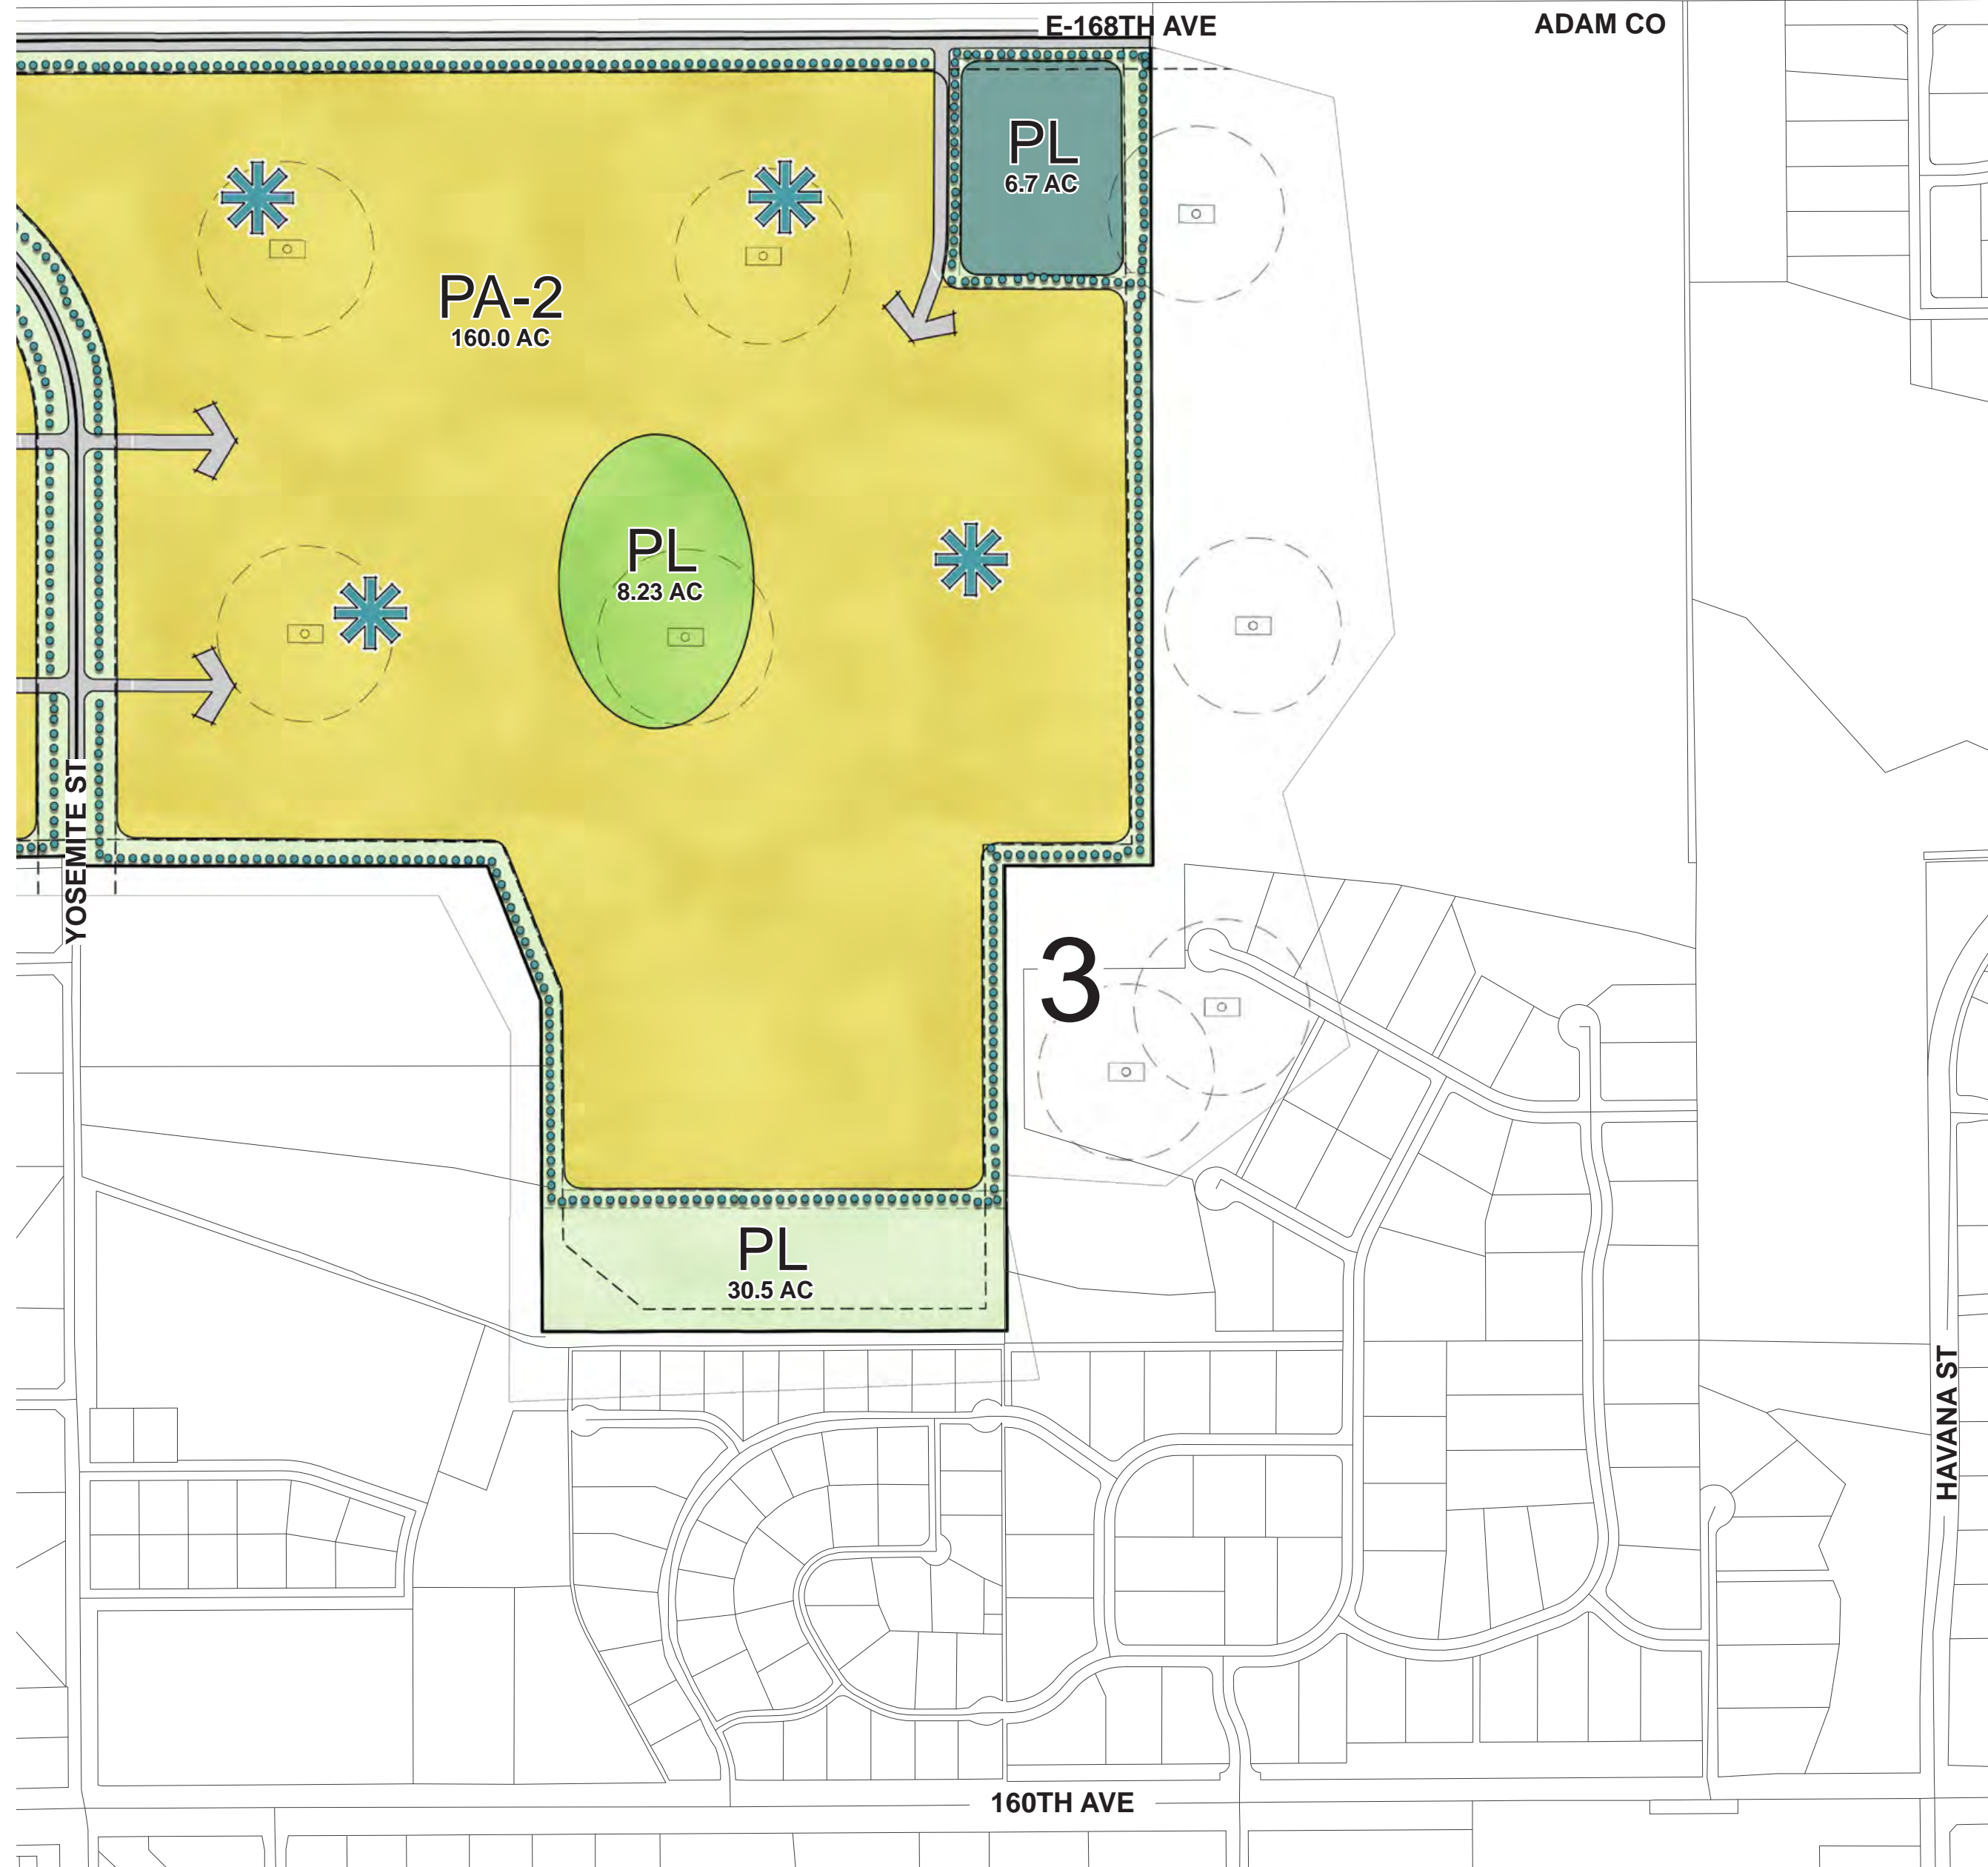 E-168TH AVE
ADAM CO
PL
6.7 AC
PA-2
160.0 AC
PL
8.23 AC
YOSEMITE ST
3
PL
30.5 AC
HAVANA ST
160TH AVE